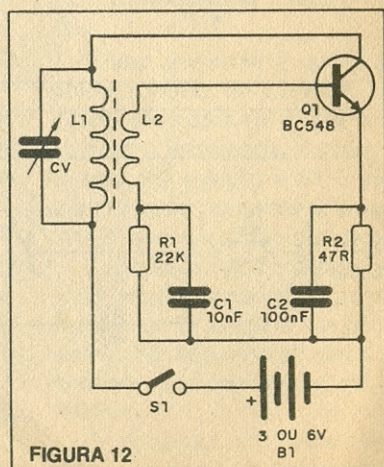 L1
L2
CV
Q1
BC548
R1
22K
C1
10nF
C2
100nF
R2
47R
S1
+
3 OU 6V
B1
FIGURA 12